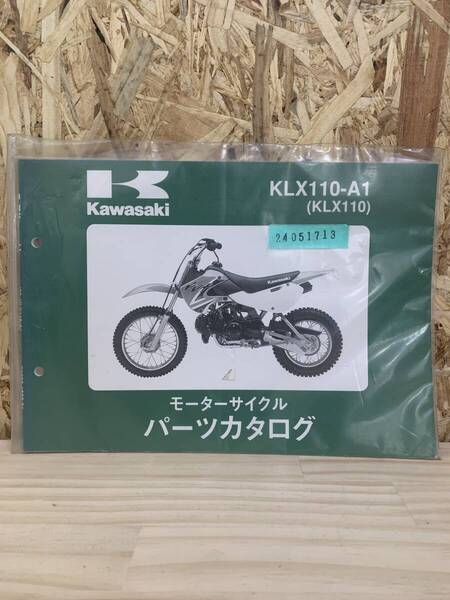 Kawasaki
KLX110-A1
(KLX110)
24051713
Kawasaki
モーターサイクル
パーツカタログ